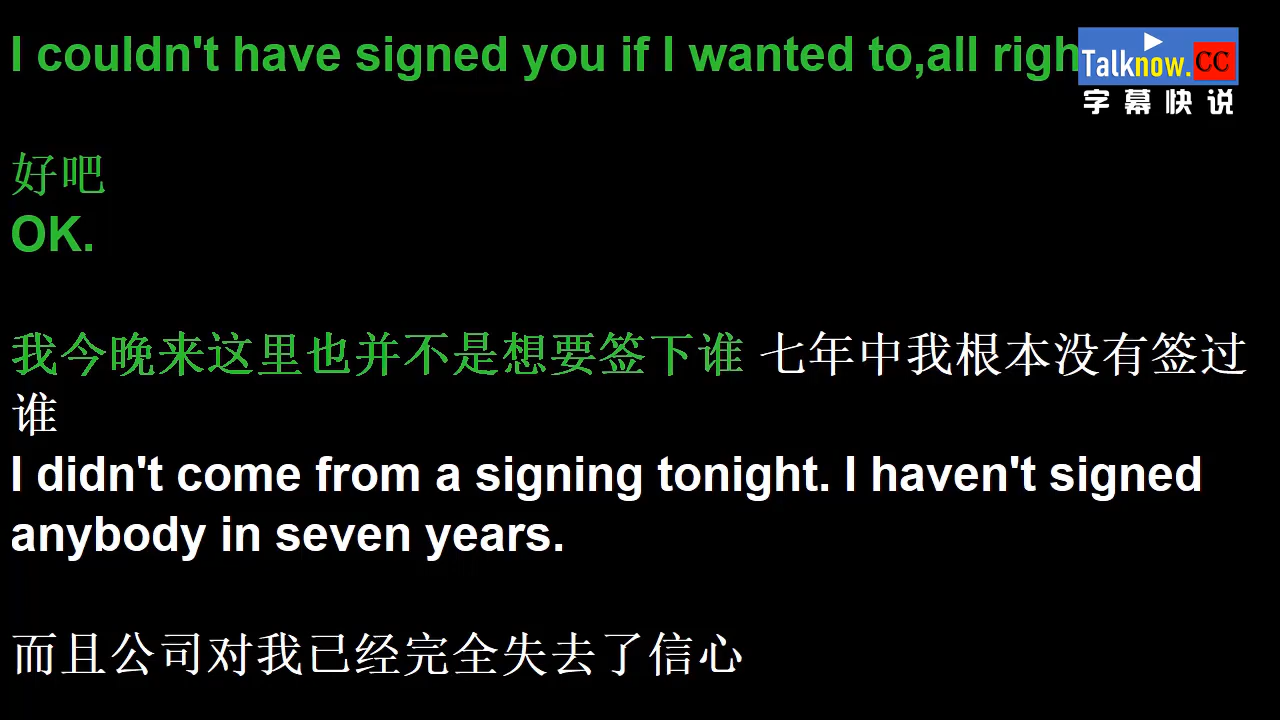 I couldn't have signed you if I wanted to,all righ
Talknow.CC
字幕快说
好吧
OK.
我今晚来这里也并不是想要签下谁 七年中我根本没有签过
谁
I didn't come from a signing tonight. I haven't signed
anybody in seven years.
而且公司对我已经完全失去了信心